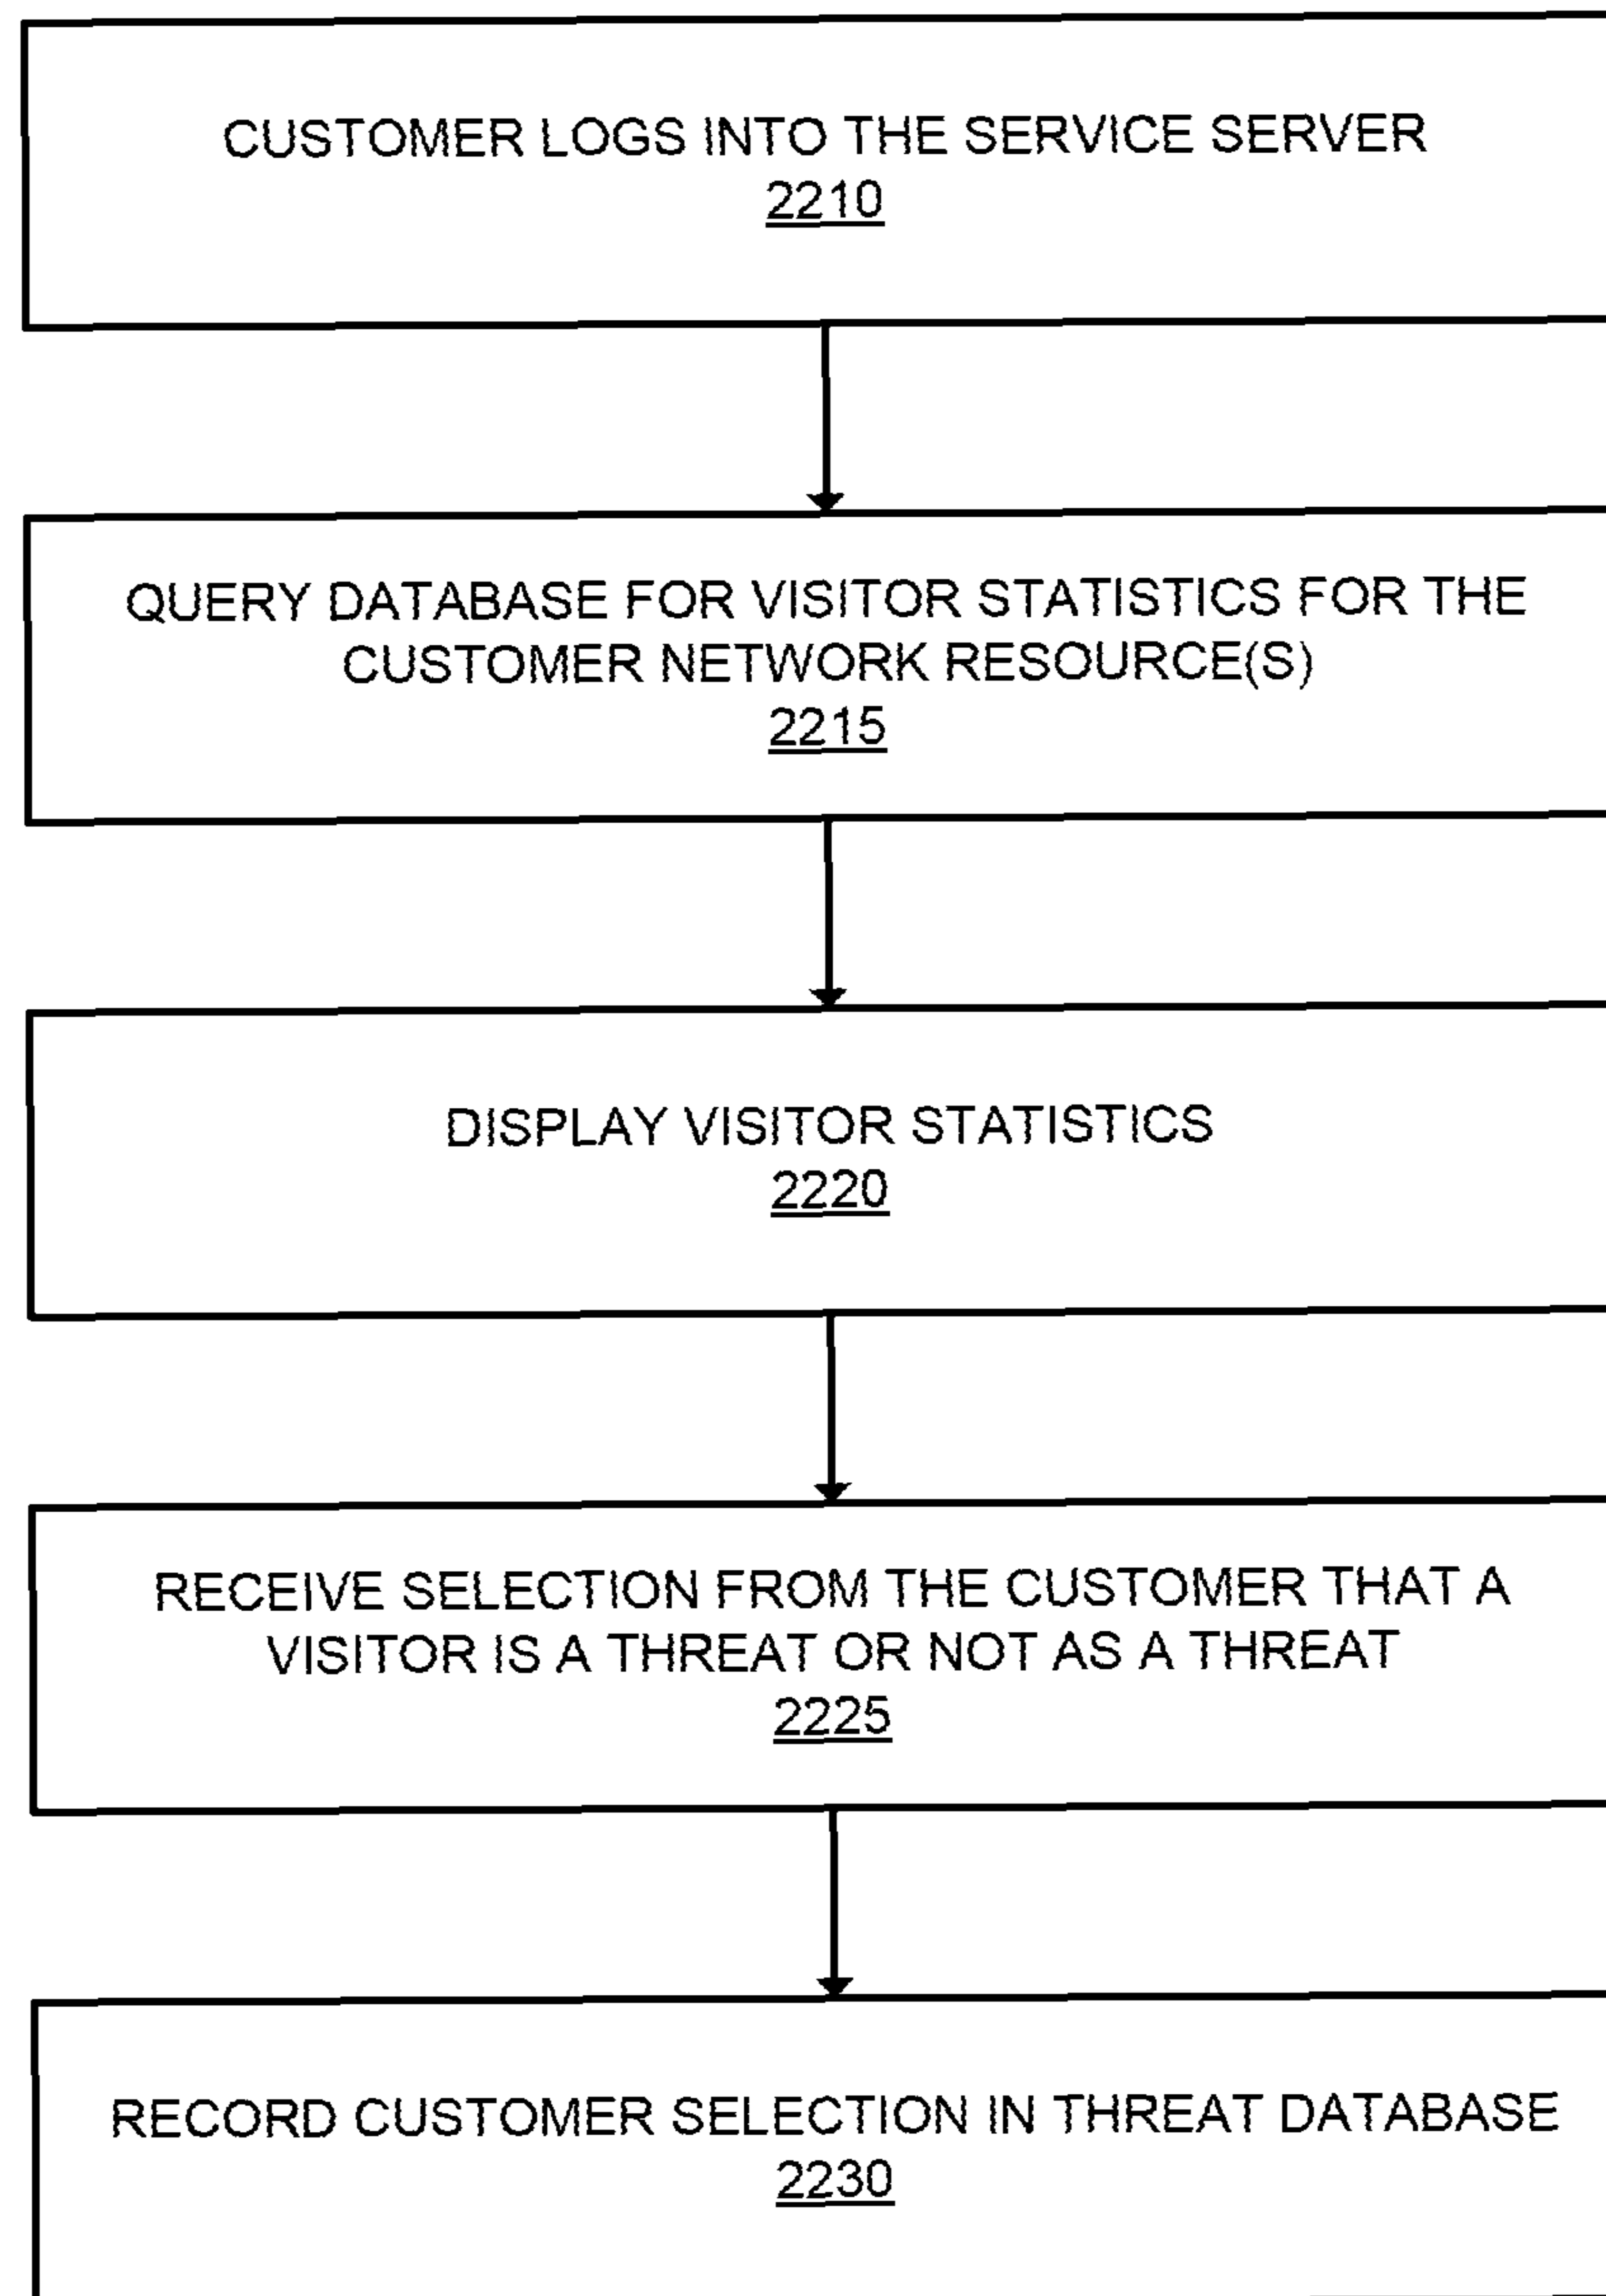 CUSTOMER LOGS INTO THE SERVICE SERVER
2210
QUERY DATABASE FOR VISITOR STATISTICS FOR THE
CUSTOMER NETWORK RESOURCE(S)
2215
DISPLAY VISITOR STATISTICS
2220
RECEIVE SELECTION FROM THE CUSTOMER THAT A
VISITOR IS A THREAT OR NOT AS A THREAT
2225
RECORD CUSTOMER SELECTION IN THREAT DATABASE
2230